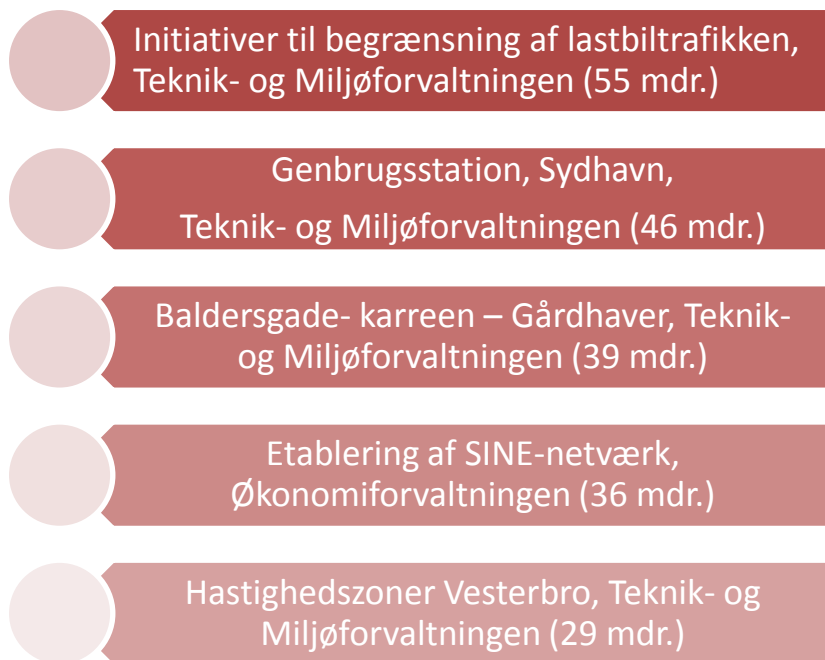 Initiativer til begrænsning af lastbiltrafikken,
Teknik- og Miljøforvaltningen (55 mdr.)
Genbrugsstation, Sydhavn,
Teknik- og Miljøforvaltningen (46 mdr.)
Baldersgade- karreen – Gårdhaver, Teknik-
og Miljøforvaltningen (39 mdr.)
Etablering af SINE-netværk,
Økonomiforvaltningen (36 mdr.)
Hastighedszoner Vesterbro, Teknik- og
Miljøforvaltningen (29 mdr.)